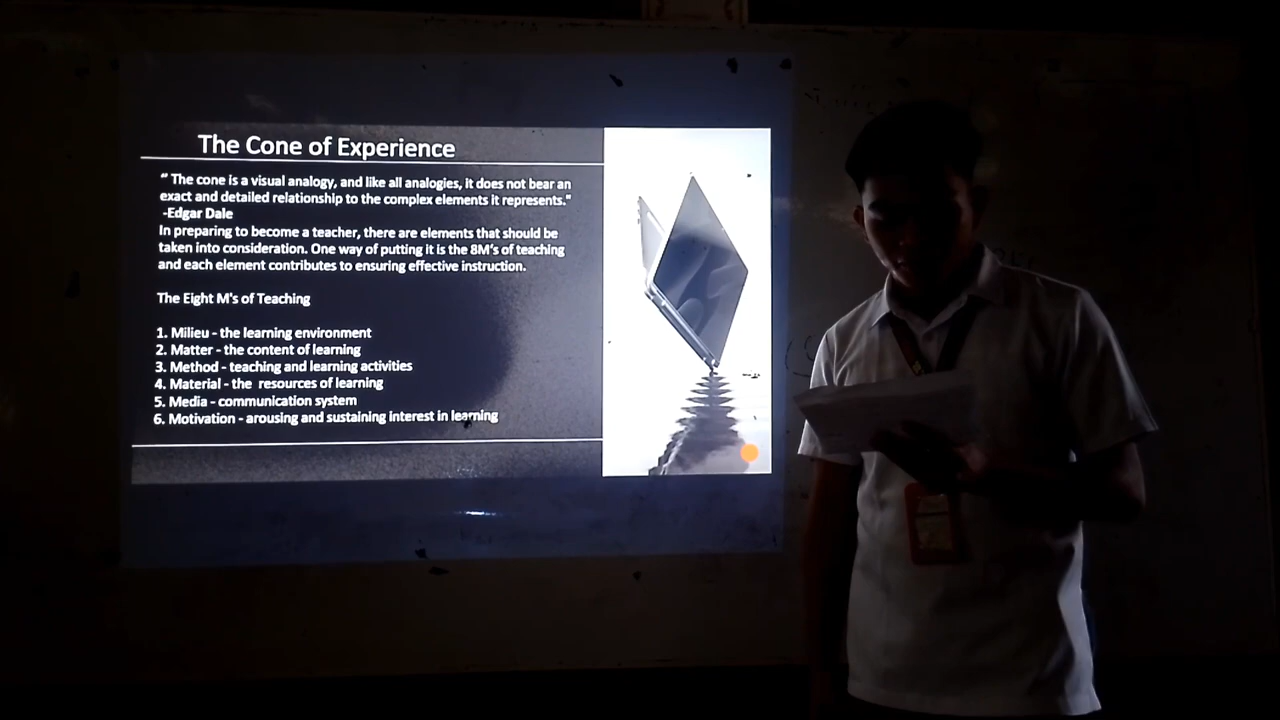 The Cone of Experience
“ The cone is a visual analogy, and like all analogies, it does not bear an
exact and detailed relationship to the complex elements it represents."
-Edgar Dale
In preparing to become a teacher, there are elements that should be
taken into consideration. One way of putting it is the 8M's of teaching
and each element contributes to ensuring effective instruction.
The Eight M's of Teaching
1. Milieu - the learning environment
2. Matter - the content of learning
3. Method - teaching and learning activities
4. Material - the  resources of learning
5. Media - communication system
6. Motivation - arousing and sustaining interest in learning